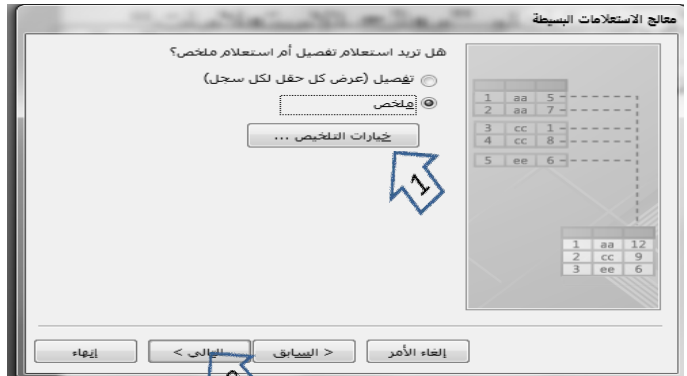 معالج الاستعلامات البسيطة
هل تريد استعلام تفصيل أم استعلام ملخص؟
تفصيل (عرض كل حقل لكل سجل)
ملخص
خيارات التلخيص ...
1
1 aa 5
2 aa 7
3 cc 1
4 cc 8
5 ee 6
1 aa 12
2 cc 9
3 ee 6
إلغاء الأمر
< السابق
التالي >
إنهاء